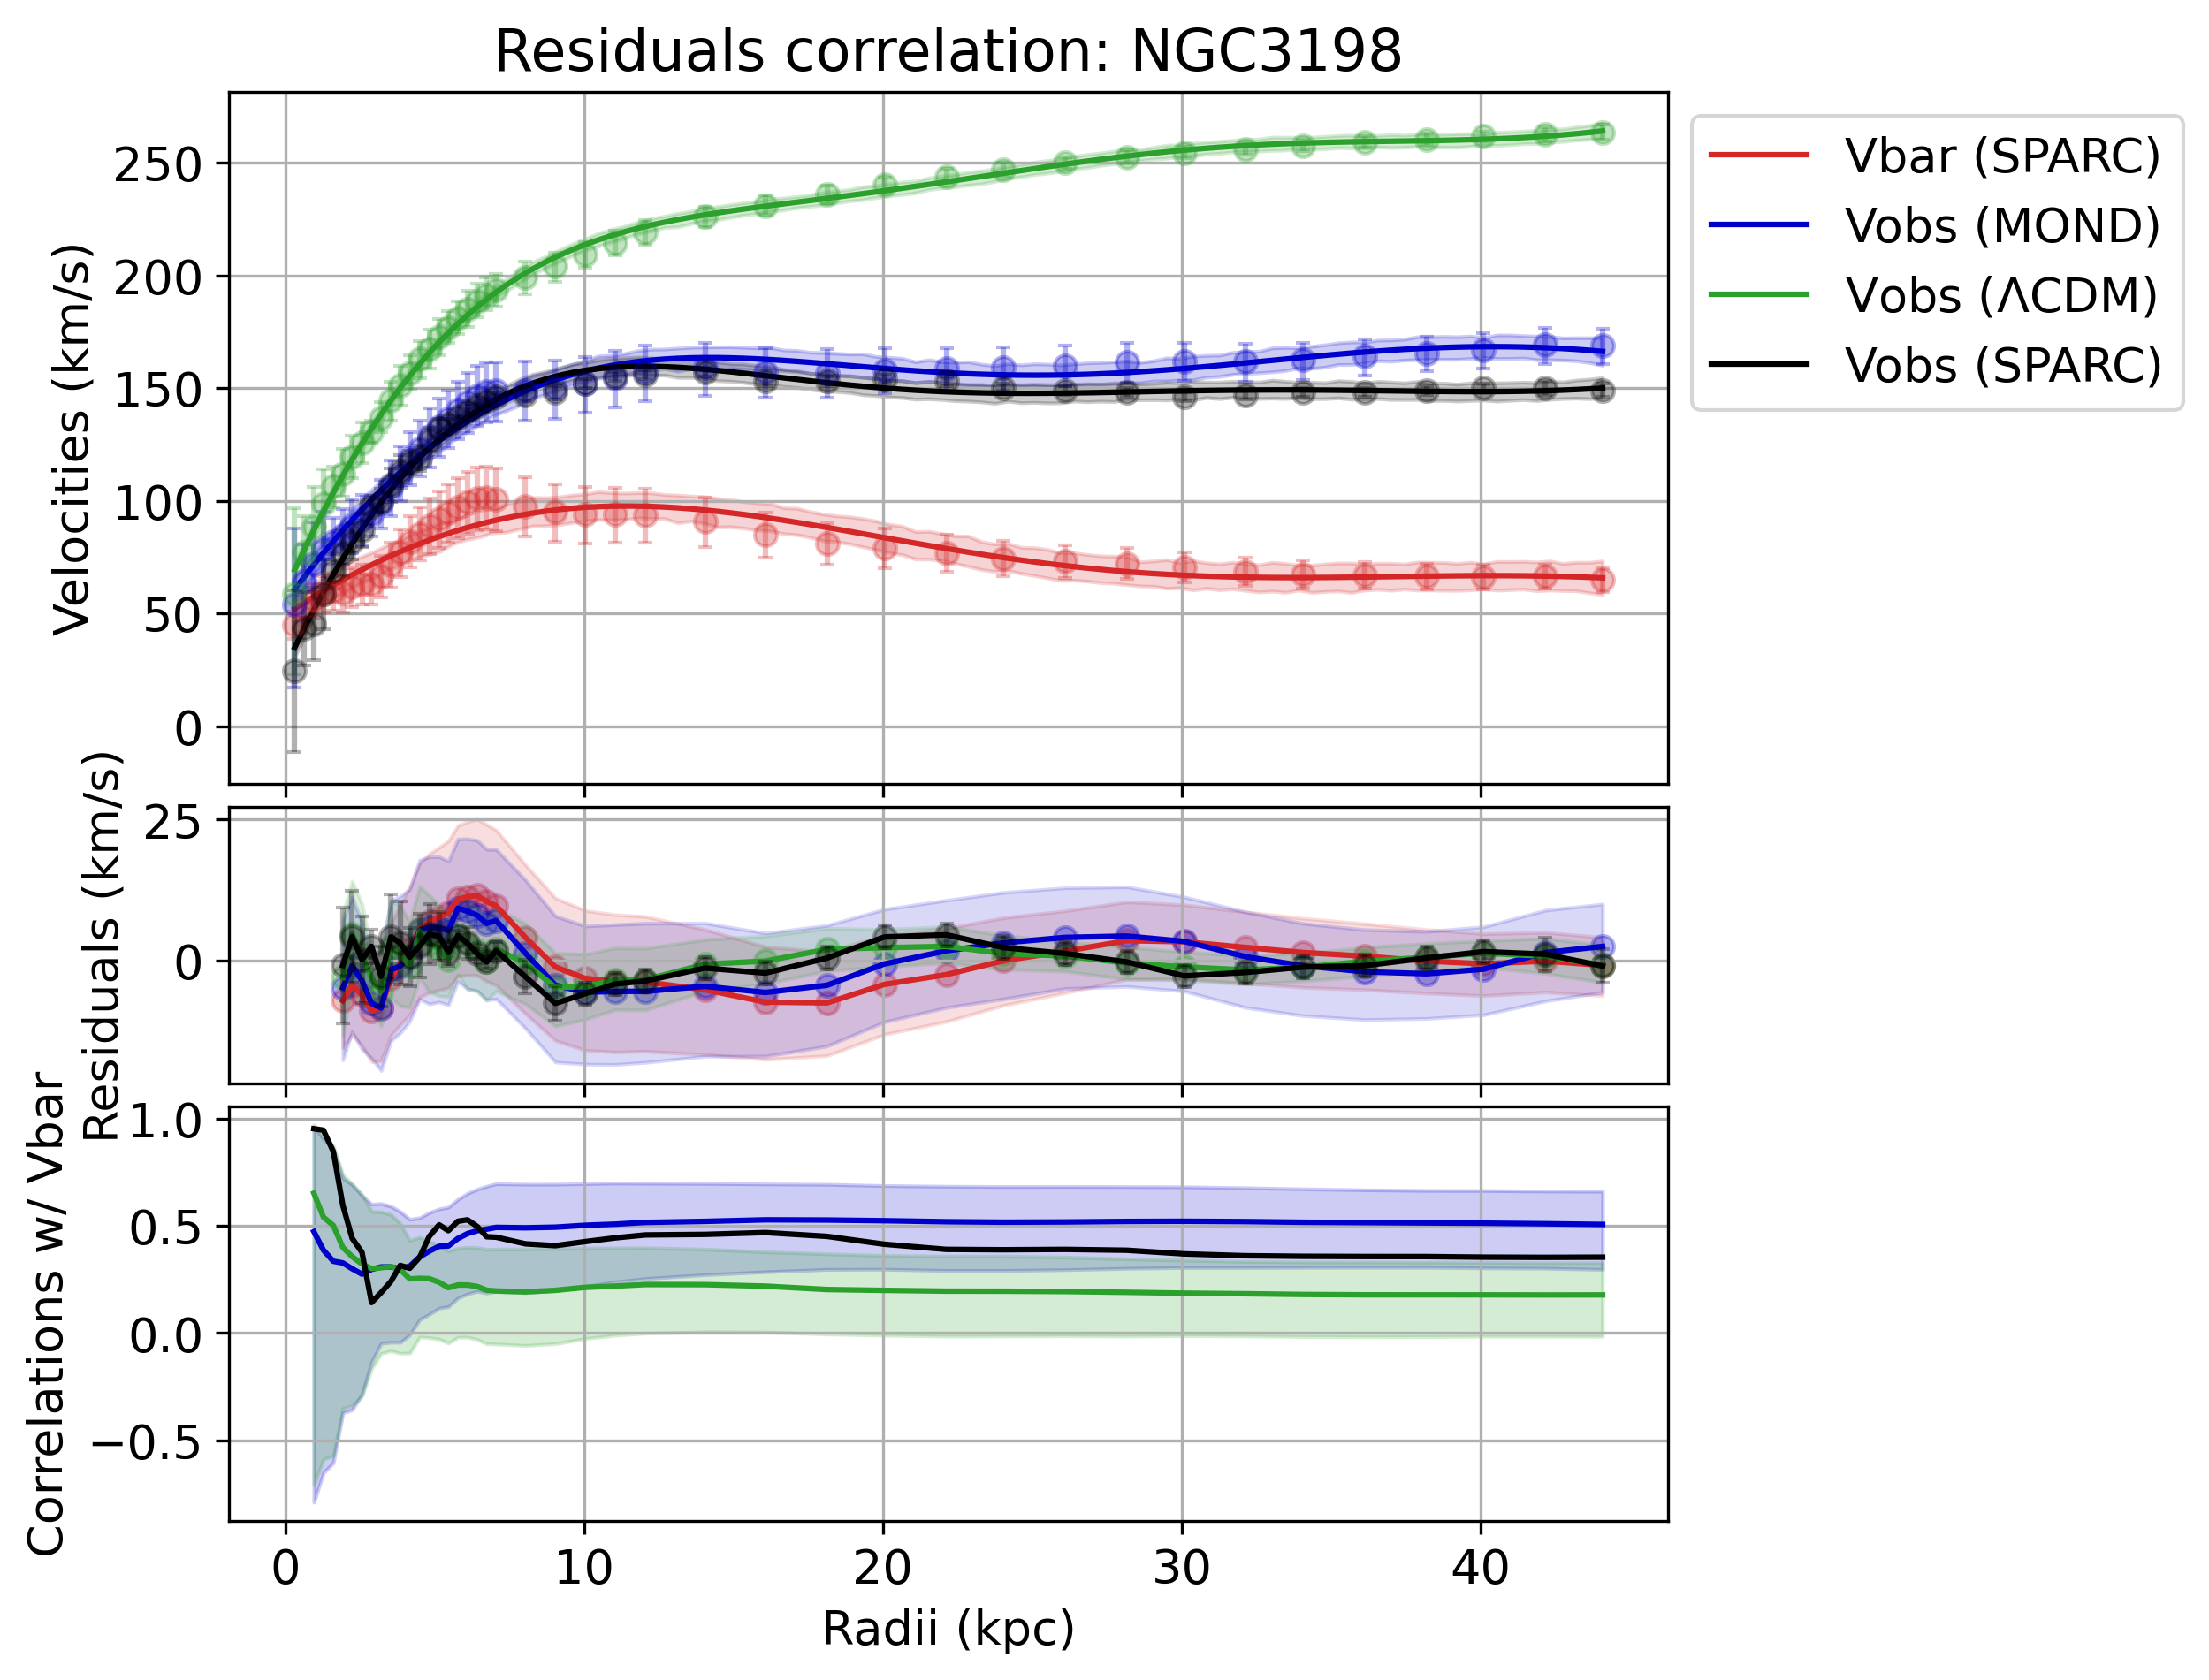 Residuals correlation: NGC3198
Velocities (km/s)
250
200
150
100
50
0
Vbar (SPARC)
Vobs (MOND)
Vobs (ΛCDM)
Vobs (SPARC)
Residuals (km/s)
25
0
Correlations w/ Vbar
1.0
0.5
0.0
−0.5
0 10 20 30 40
Radii (kpc)